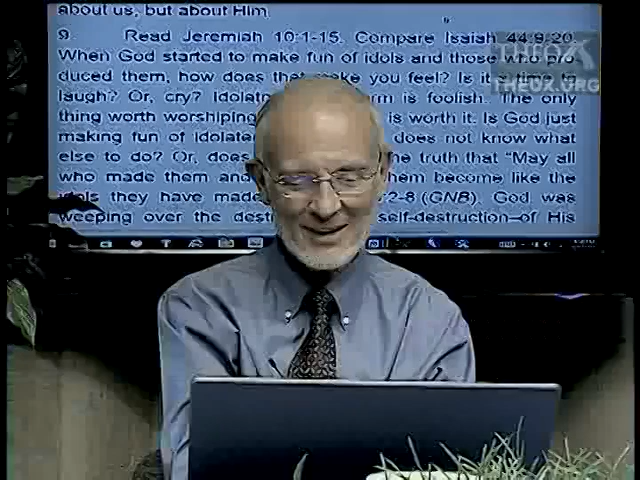 about us, but about Him.
9. Read Jeremiah 10:1-15. Compare Isaiah 44:9-20.
When God started to make fun of idols and those who pro
duced them, how does that make you feel? Is it a time to
laugh? Or, cry? Idolat rm is foolish. The only
thing worth worshiping is worth it. Is God just
making fun of idolate does not know what
else to do? Or, does he truth that "May all
who made them and hem become like the
idols they have made 2-8 (GNB). God was
weeping over the dest self-destruction—of His
THEOX
THEOX.ORG